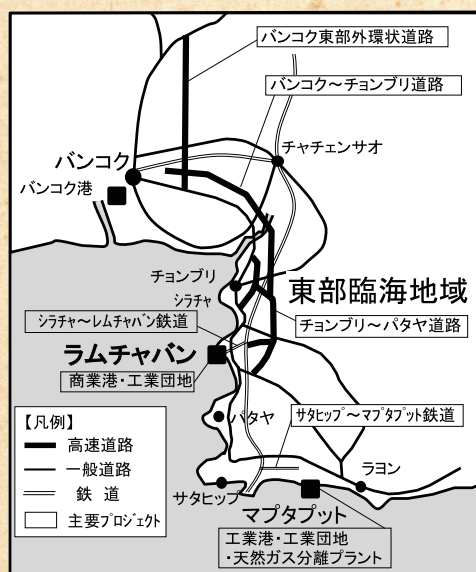 バンコク東部外環状道路
バンコク～チョンブリ道路
チャチェンサオ
バンコク
バンコク港
チョンブリ
シラチャ
東部臨海地域
シラチャ～レムチャバン鉄道
チョンブリ～パタヤ道路
ラムチャバン
商業港・工業団地
パタヤ
サタヒップ～マプタプット鉄道
【凡例】
高速道路
一般道路
鉄 道
主要プロジェクト
サタヒップ
ラヨン
マプタプット
工業港・工業団地
・天然ガス分離プラント